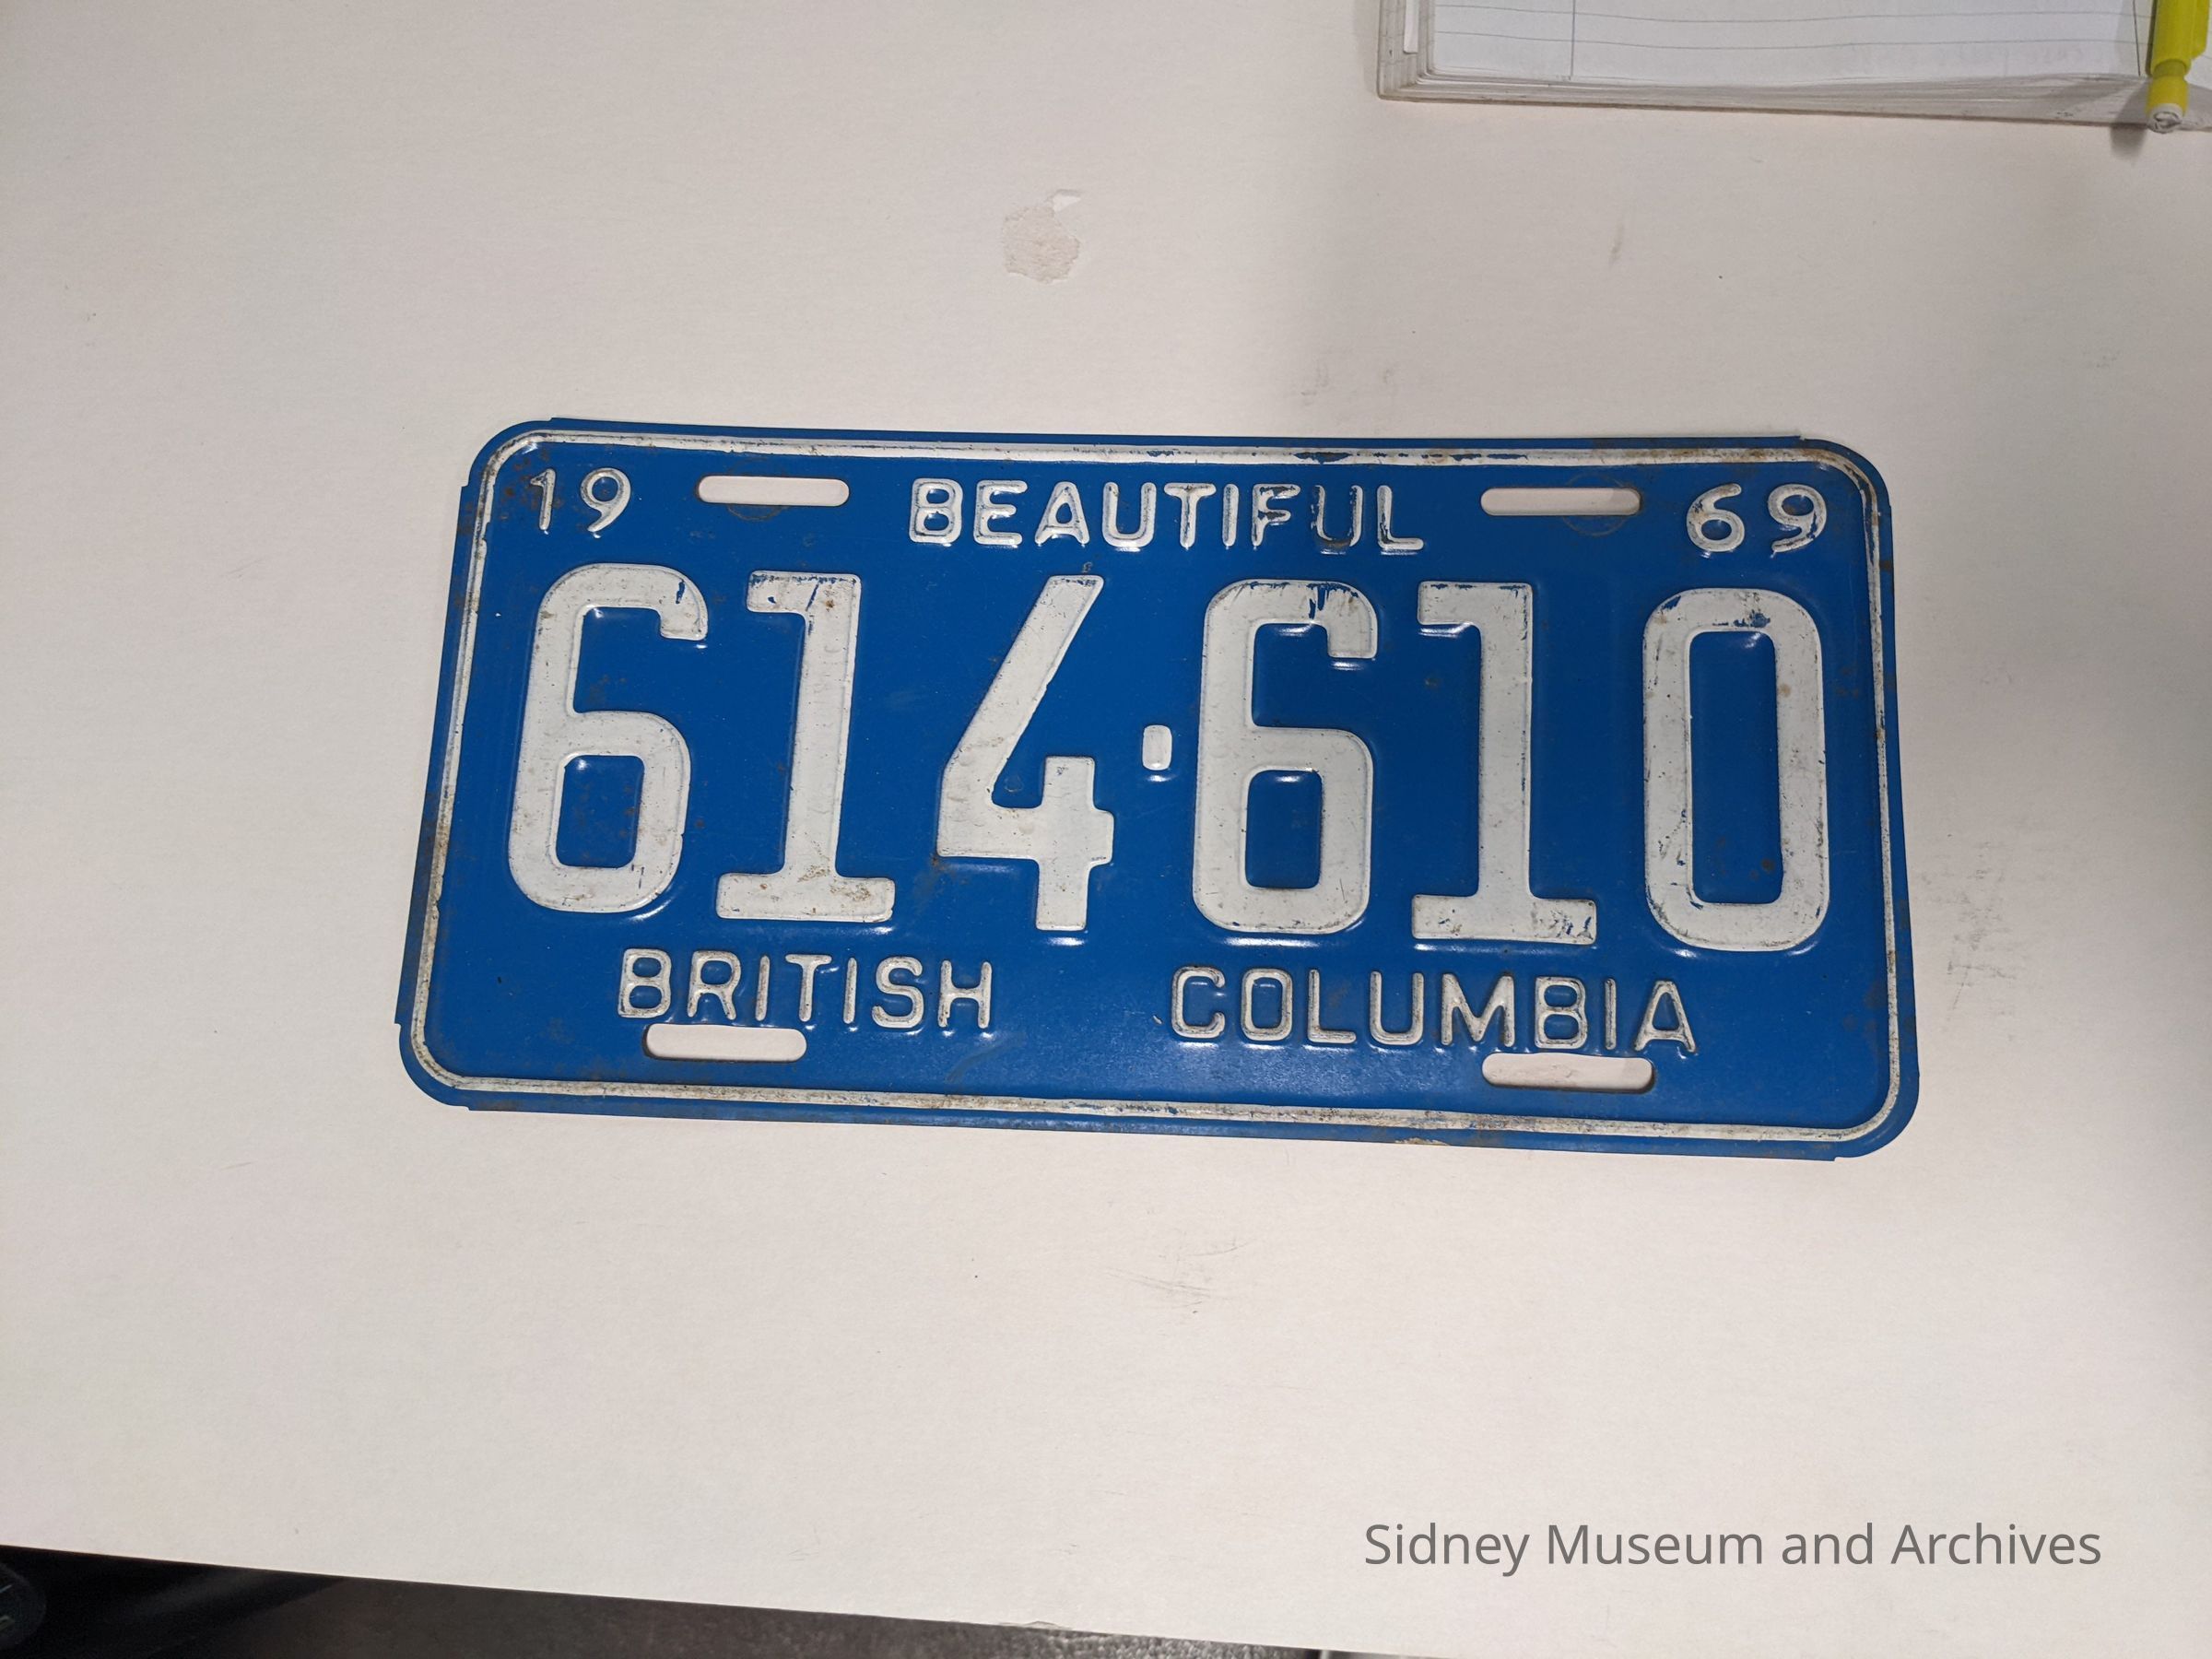 19 BEAUTIFUL 69
614·610
BRITISH COLUMBIA
Sidney Museum and Archives